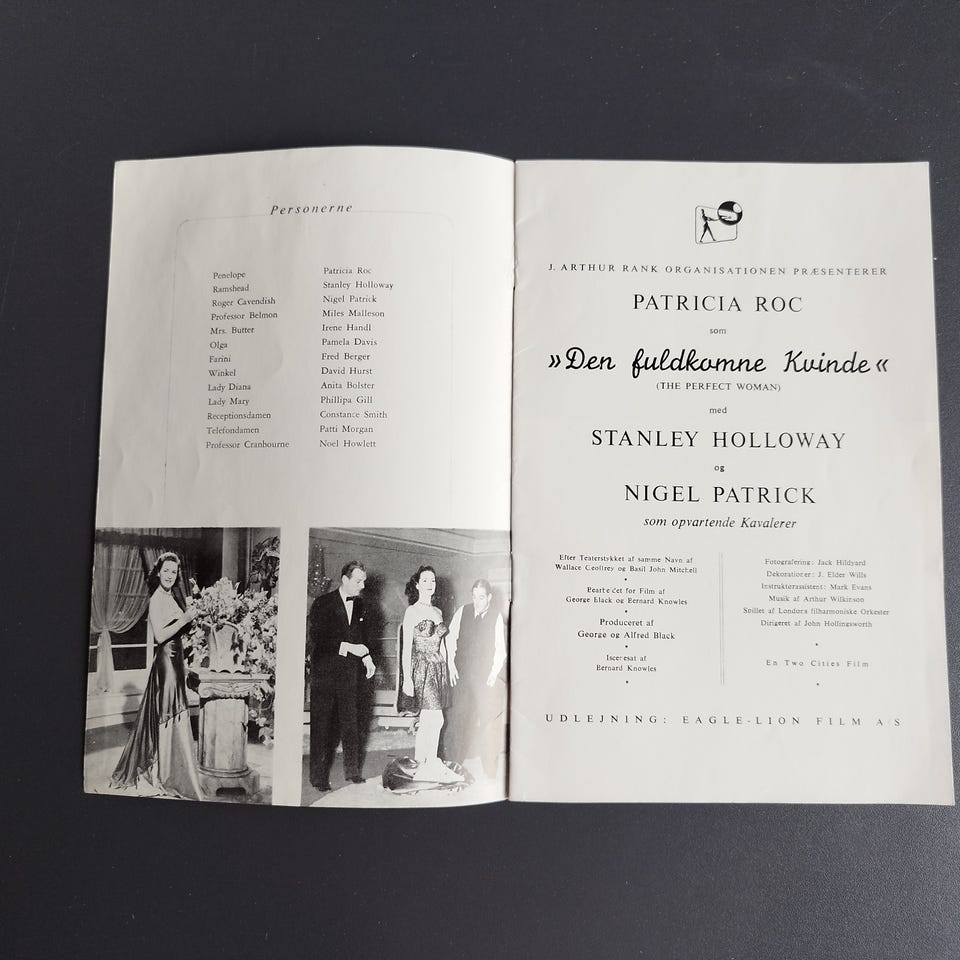 Personerne
Penelope Patricia Roc
Ramshead Stanley Holloway
Roger Cavendish Nigel Patrick
Professor Belmon Miles Malleson
Mrs. Butter Irene Handl
Olga Pamela Davis
Farini Fred Berger
Winkel David Hurst
Lady Diana Anita Bolster
Lady Mary Phillipa Gill
Receptionsdamen Constance Smith
Telefondamen Patti Morgan
Professor Cranbourne Noel Howlett
J. ARTHUR RANK ORGANISATIONEN PRÆSENTERER
PATRICIA ROC
som
»Den fuldkomne Kvinde«
(THE PERFECT WOMAN)
med
STANLEY HOLLOWAY
og
NIGEL PATRICK
som opvartende Kavalerer
Efter Teaterstykket af samme Navn af
Wallace Geoffrey og Basil John Mitchell
Bearbejdet for Film af
George Black og Bernard Knowles
Produceret af
George og Alfred Black
Iscenesat af
Bernard Knowles
Fotografering: Jack Hildyard
Dekorationer: J. Elder Wills
Instruktørassistent: Mark Evans
Musik af Arthur Wilkinson
Spillet af Londons filharmoniske Orkester
Dirigeret af John Hollingsworth
En Two Cities Film
UDLEJNING: EAGLE-LION FILM A/S